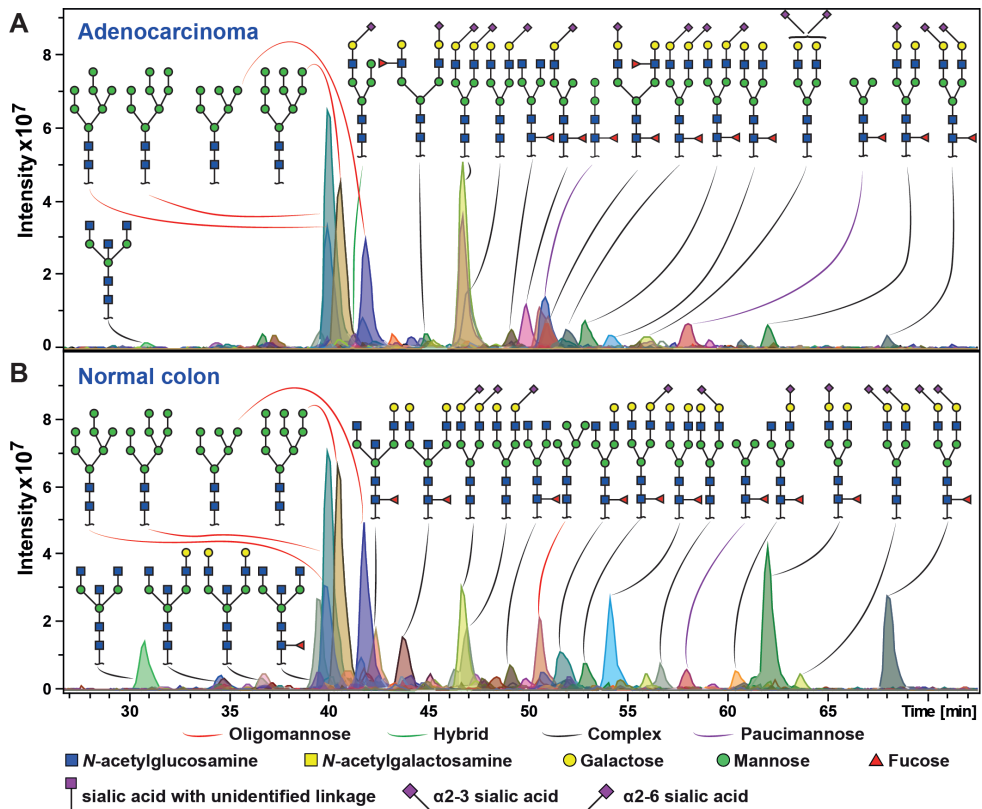 A
Adenocarcinoma
Intensity x10⁷
8
6
4
2
0
B
Normal colon
Intensity x10⁷
8
6
4
2
0
30 35 40 45 50 55 60 65 Time [min]
Oligomannose Hybrid Complex Paucimannose
N-acetylglucosamine N-acetylgalactosamine Galactose Mannose Fucose
sialic acid with unidentified linkage α2-3 sialic acid α2-6 sialic acid